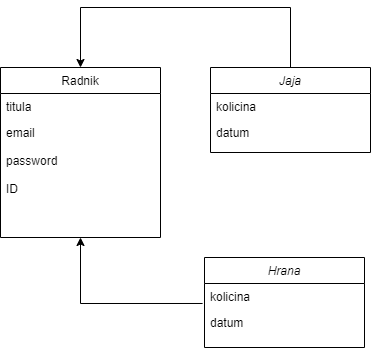 Radnik
titula
email
password
ID
Jaja
kolicina
datum
Hrana
kolicina
datum